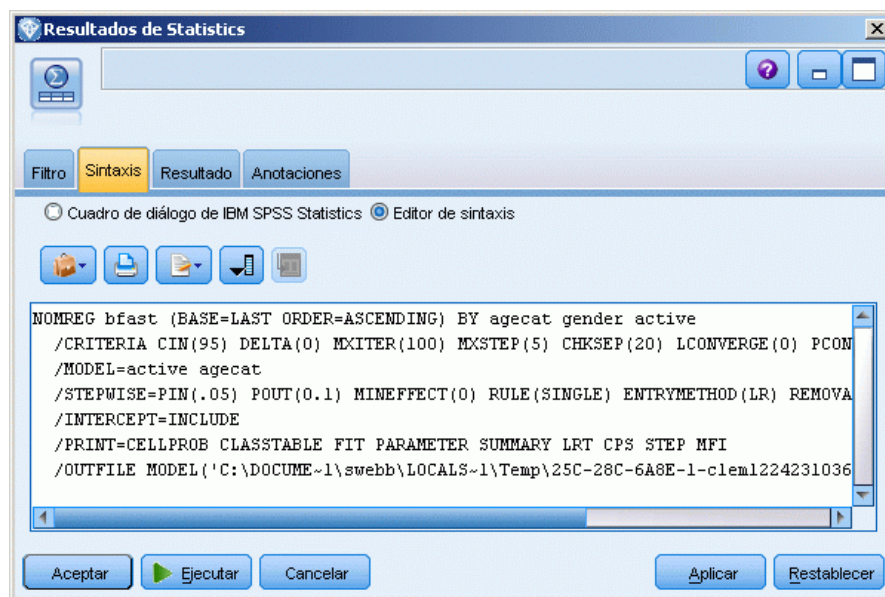 Resultados de Statistics
Filtro Sintaxis Resultado Anotaciones
Cuadro de diálogo de IBM SPSS Statistics Editor de sintaxis
NOMREG bfast (BASE=LAST ORDER=ASCENDING) BY agecat gender active
/CRITERIA CIN(95) DELTA(0) MXITER(100) MXSTEP(5) CHKSEP(20) LCONVERGE(0) PCON
/MODEL=active agecat
/STEPWISE=PIN(.05) POUT(0.1) MINEFFECT(0) RULE(SINGLE) ENTRYMETHOD(LR) REMOVA
/INTERCEPT=INCLUDE
/PRINT=CELLPROB CLASSTABLE FIT PARAMETER SUMMARY LRT CPS STEP MFI
/OUTFILE MODEL('C:\DOCUME~1\swebb\LOCALS~1\Temp\25C-28C-6A8E-1-clem1224231036
Aceptar Ejecutar Cancelar Aplicar Restablecer